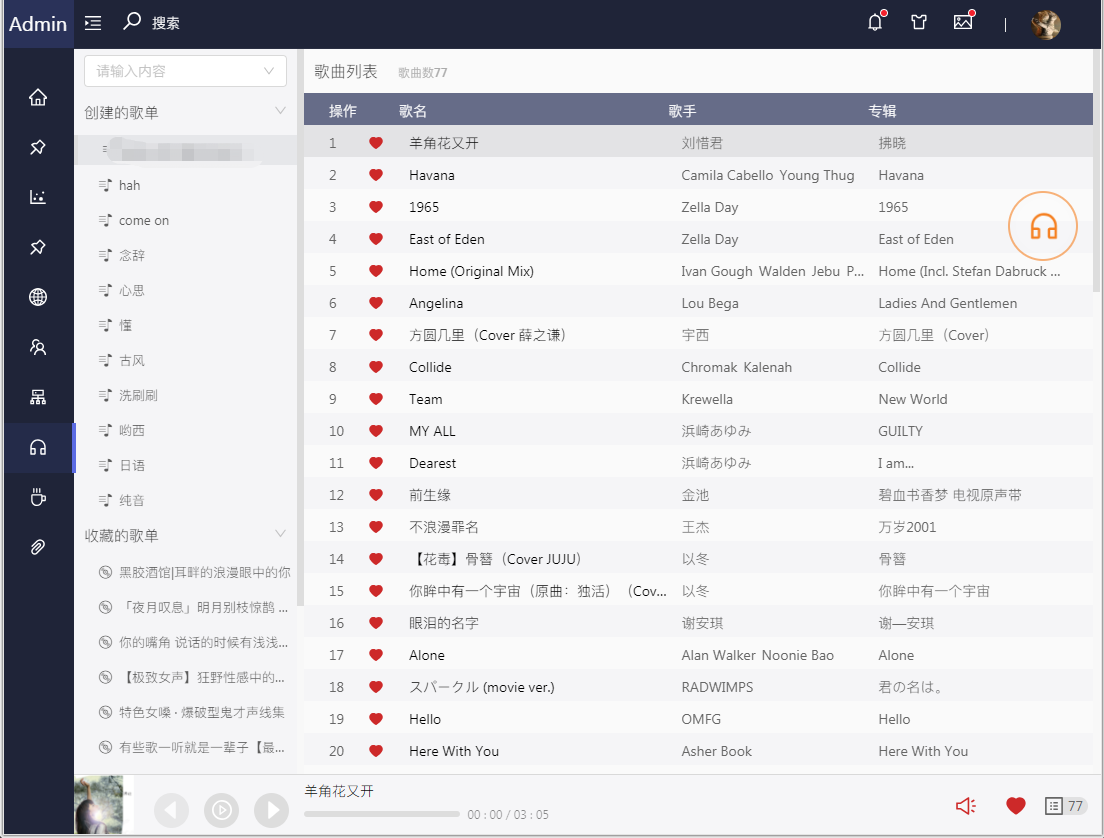 Admin 搜索
请输入内容
创建的歌单
hah
come on
念辞
心思
懂
古风
洗刷刷
哟西
日语
纯音
收藏的歌单
黑胶酒馆|耳畔的浪漫眼中的你
「夜月叹息」明月别枝惊鹊 ...
你的嘴角 说话的时候有浅浅...
【极致女声】狂野性感中的...
特色女嗓 · 爆破型鬼才声线集
有些歌一听就是一辈子【最...
歌曲列表 歌曲数77
操作 歌名 歌手 专辑
1 羊角花又开 刘惜君 拂晓
2 Havana Camila Cabello Young Thug Havana
3 1965 Zella Day 1965
4 East of Eden Zella Day East of Eden
5 Home (Original Mix) Ivan Gough Walden Jebu P... Home (Incl. Stefan Dabruck ...
6 Angelina Lou Bega Ladies And Gentlemen
7 方圆几里（Cover 薛之谦） 宇西 方圆几里（Cover）
8 Collide Chromak Kalenah Collide
9 Team Krewella New World
10 MY ALL 浜崎あゆみ GUILTY
11 Dearest 浜崎あゆみ I am...
12 前生缘 金池 碧血书香梦 电视原声带
13 不浪漫罪名 王杰 万岁2001
14 【花毒】骨簪（Cover JUJU） 以冬 骨簪
15 你眸中有一个宇宙（原曲：独活）（Cov... 以冬 你眸中有一个宇宙
16 眼泪的名字 谢安琪 谢—安琪
17 Alone Alan Walker Noonie Bao Alone
18 スパークル (movie ver.) RADWIMPS 君の名は。
19 Hello OMFG Hello
20 Here With You Asher Book Here With You
羊角花又开
00 : 00 / 03 : 05
77